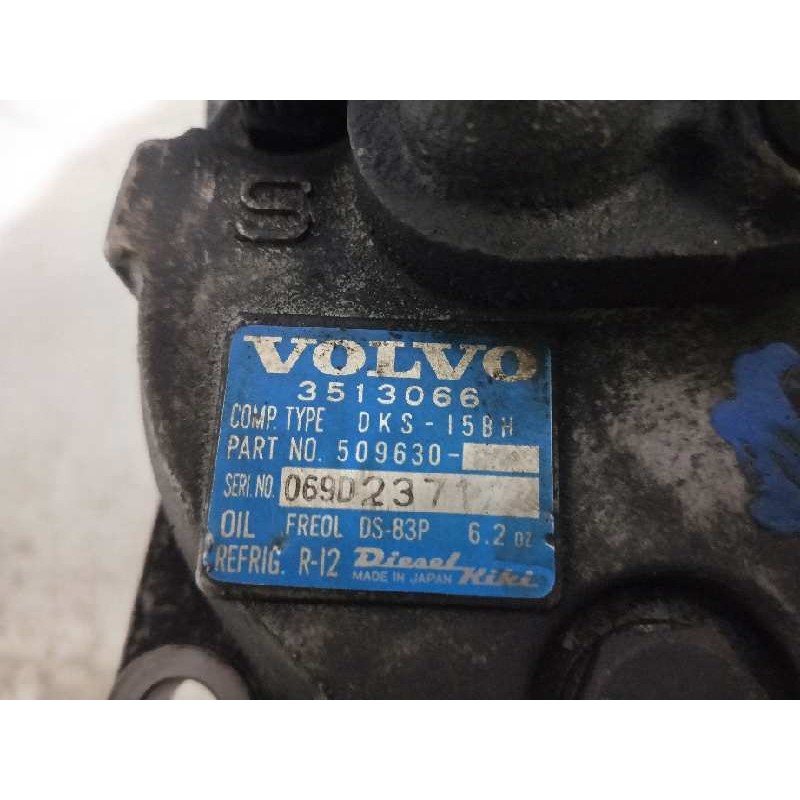 S
VOLVO
3513066
COMP. TYPE DKS-15BH
PART NO. 509630-
SERI. NO. 069D2371
OIL FREOL DS-83P 6.2 oz
REFRIG. R-12 Diesel Kiki
MADE IN JAPAN